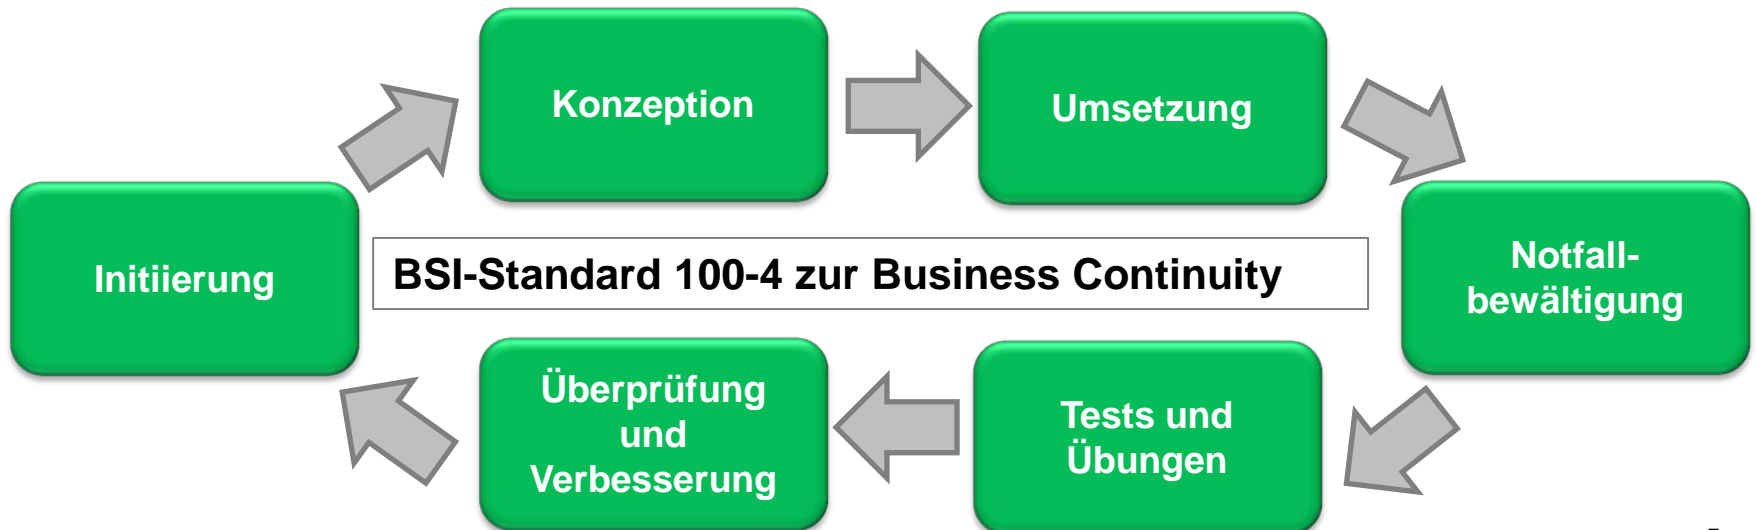 Konzeption
Umsetzung
Initiierung
BSI-Standard 100-4 zur Business Continuity
Notfall-
bewältigung
Überprüfung
und
Verbesserung
Tests und
Übungen